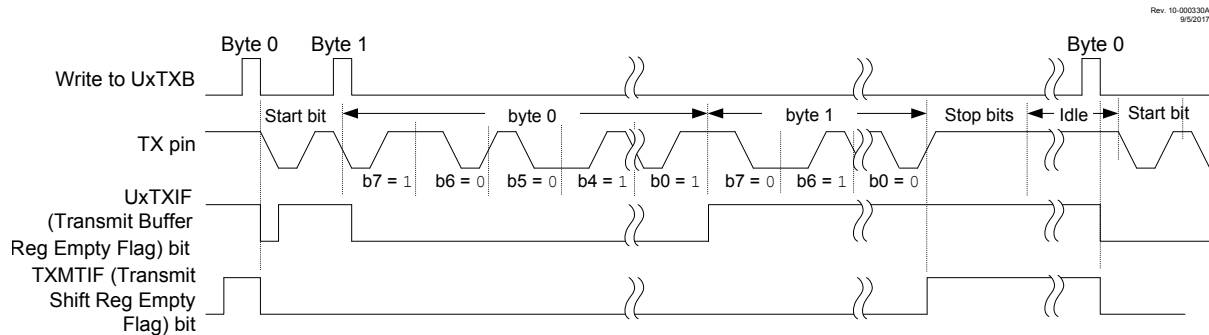 Rev. 10-000330A
9/5/2017
Byte 0 Byte 1 Byte 0
Write to UxTXB
Start bit byte 0 byte 1 Stop bits Idle Start bit
TX pin
b7 = 1 b6 = 0 b5 = 0 b4 = 1 b0 = 1 b7 = 0 b6 = 1 b0 = 0
UxTXIF
(Transmit Buffer
Reg Empty Flag) bit
TXMTIF (Transmit
Shift Reg Empty
Flag) bit